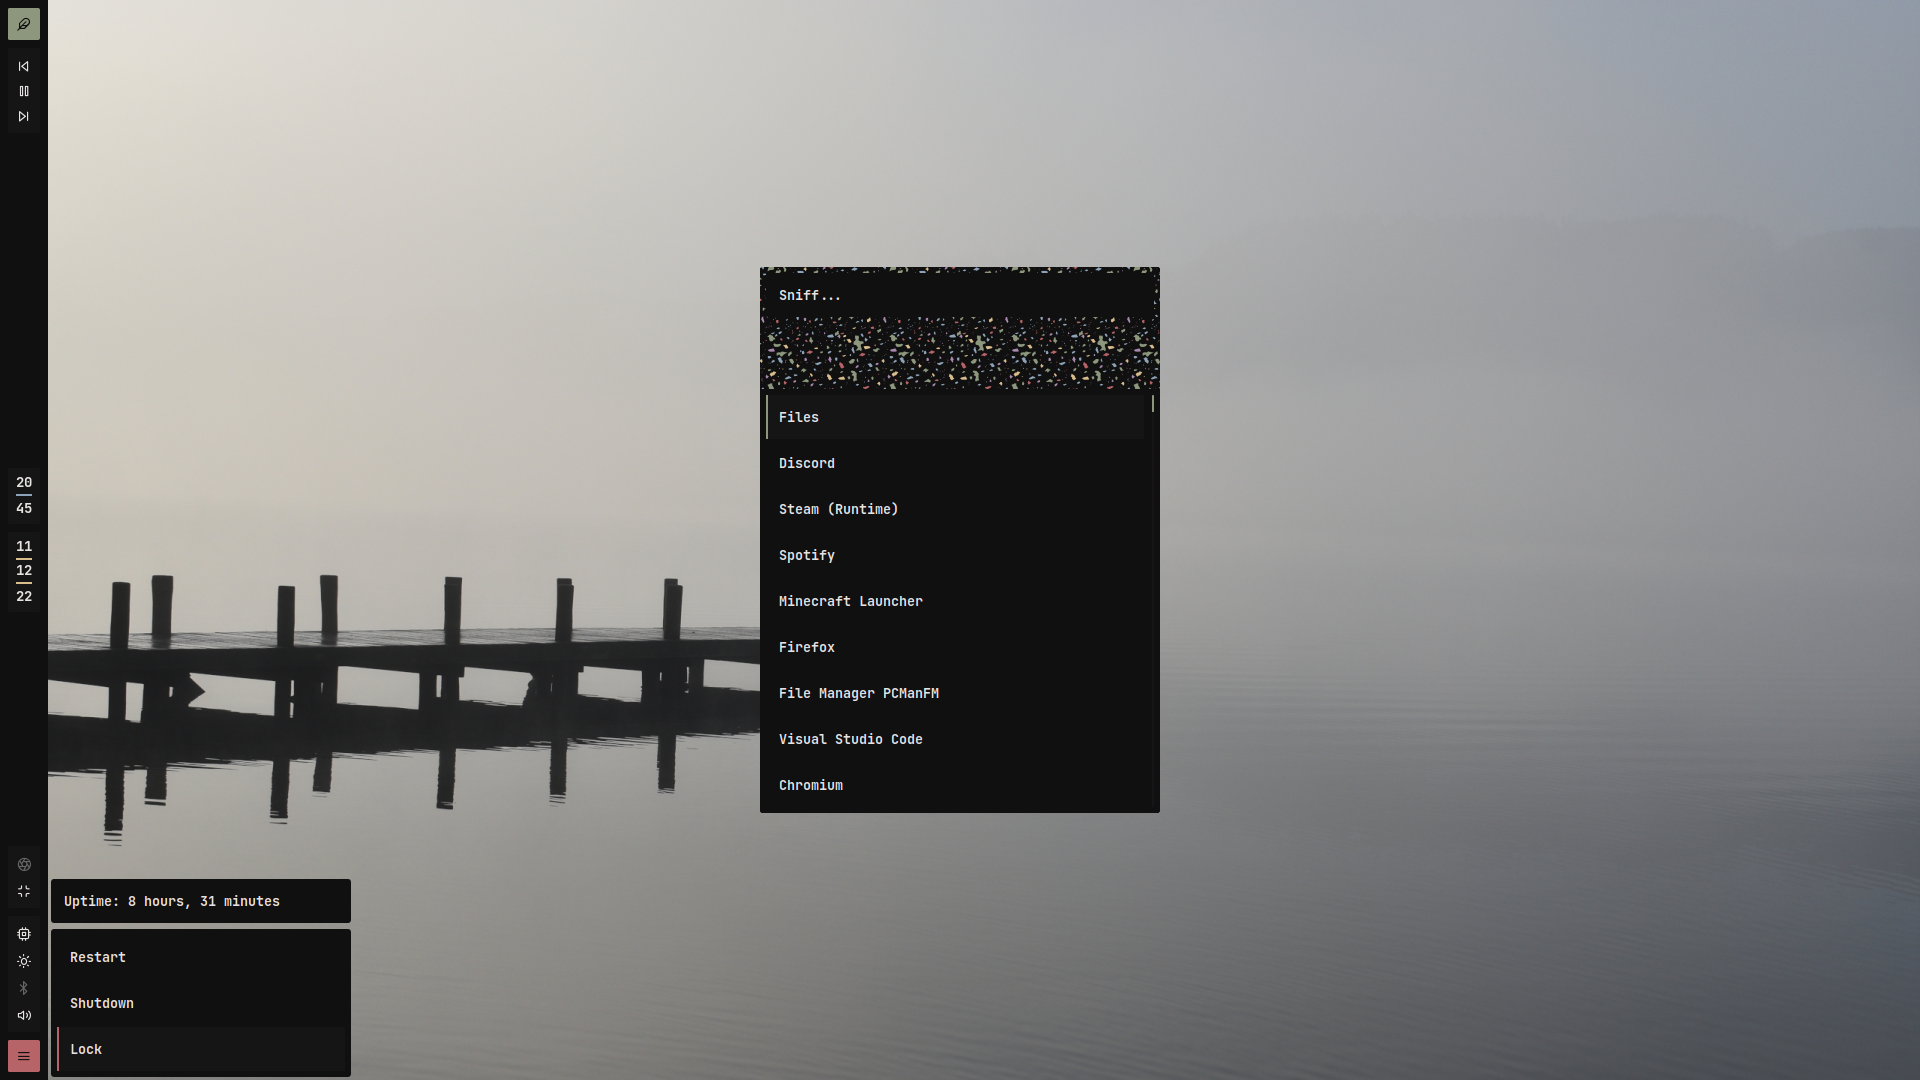 20
45
11
12
22
Sniff...
Files
Discord
Steam (Runtime)
Spotify
Minecraft Launcher
Firefox
File Manager PCManFM
Visual Studio Code
Chromium
Uptime: 8 hours, 31 minutes
Restart
Shutdown
Lock